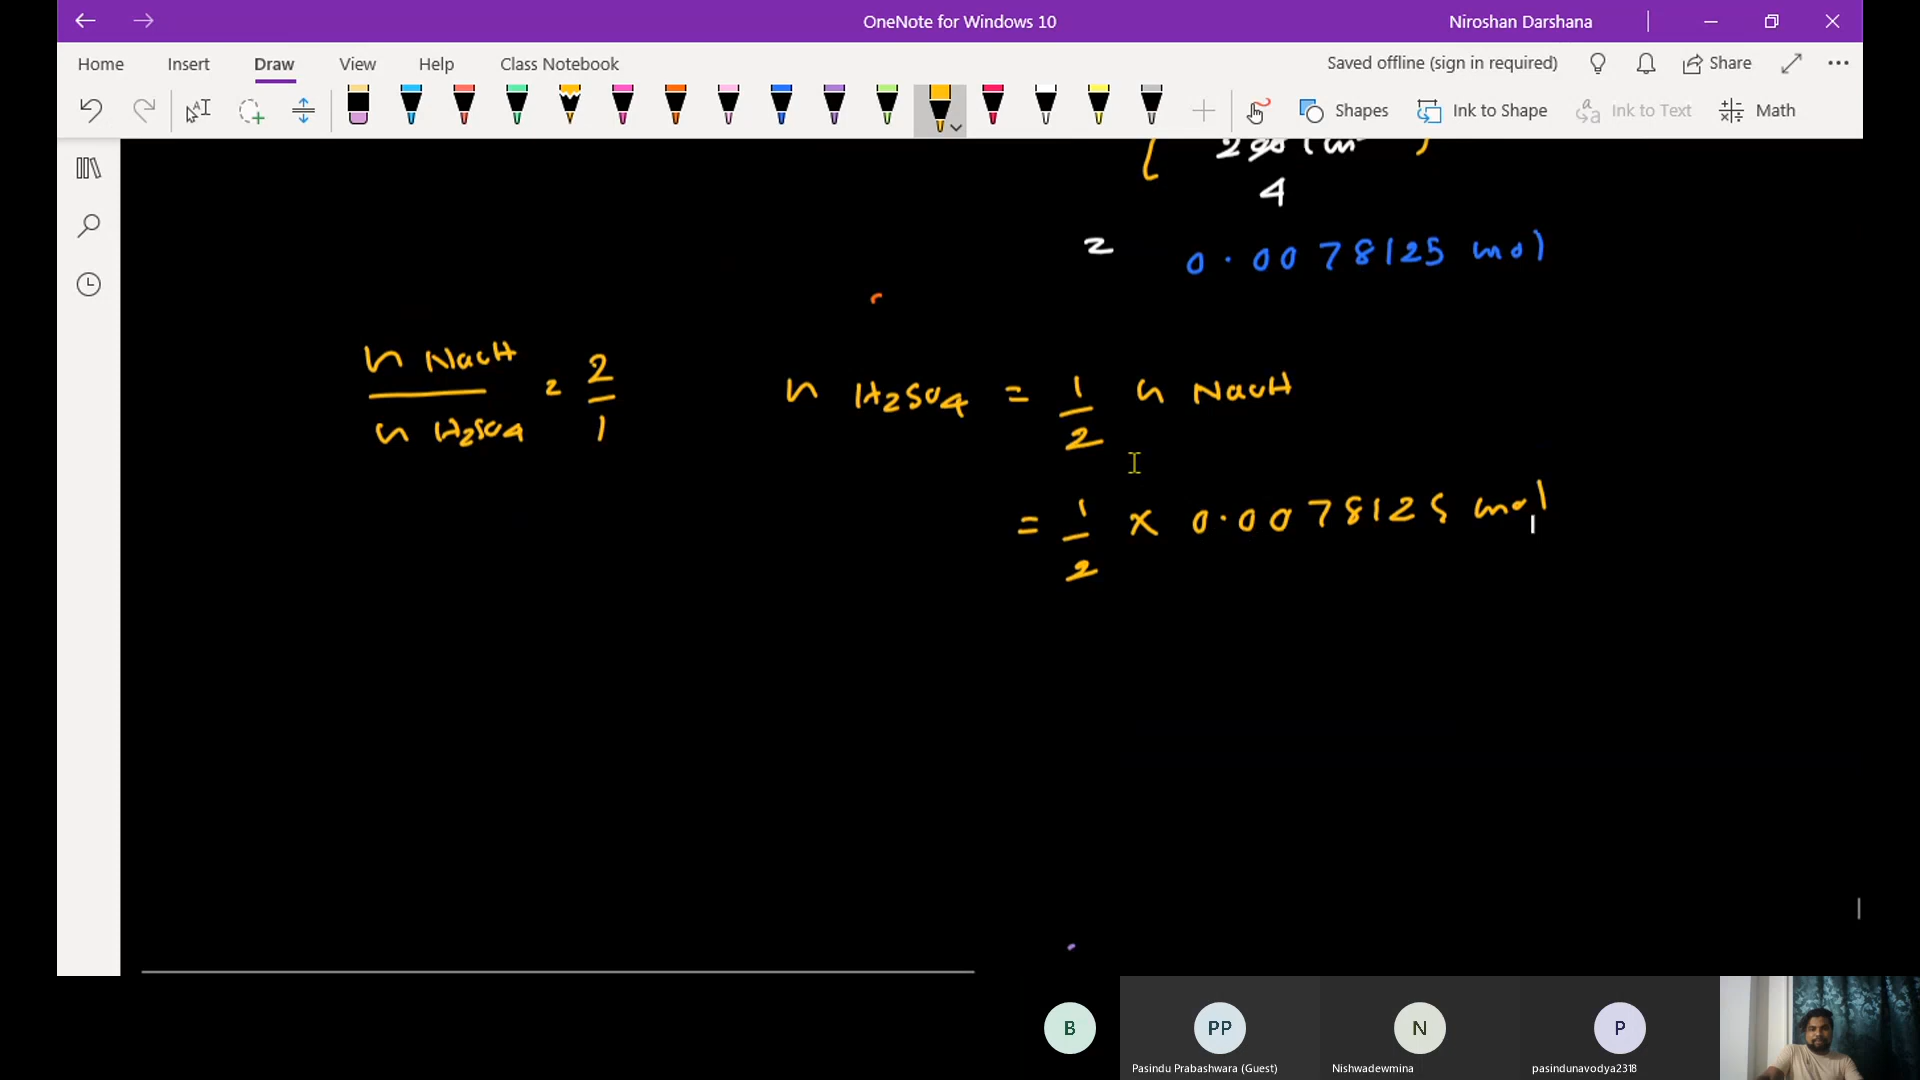 OneNote for Windows 10
Niroshan Darshana
Home Insert Draw View Help Class Notebook
Saved offline (sign in required) Share
Shapes Ink to Shape Ink to Text Math
4
= 0.0078125 mol
n NaOH / n H2SO4 = 2/1
n H2SO4 = 1/2 n NaOH
= 1/2 × 0.0078125 mol
B PP N P
Pasindu Prabashwara (Guest) Nishwadewmina pasindunavodya2318